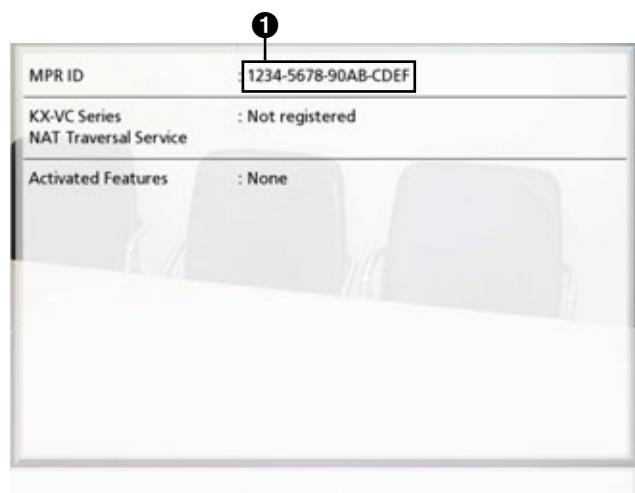 1
MPR ID : 1234-5678-90AB-CDEF
KX-VC Series : Not registered
NAT Traversal Service
Activated Features : None